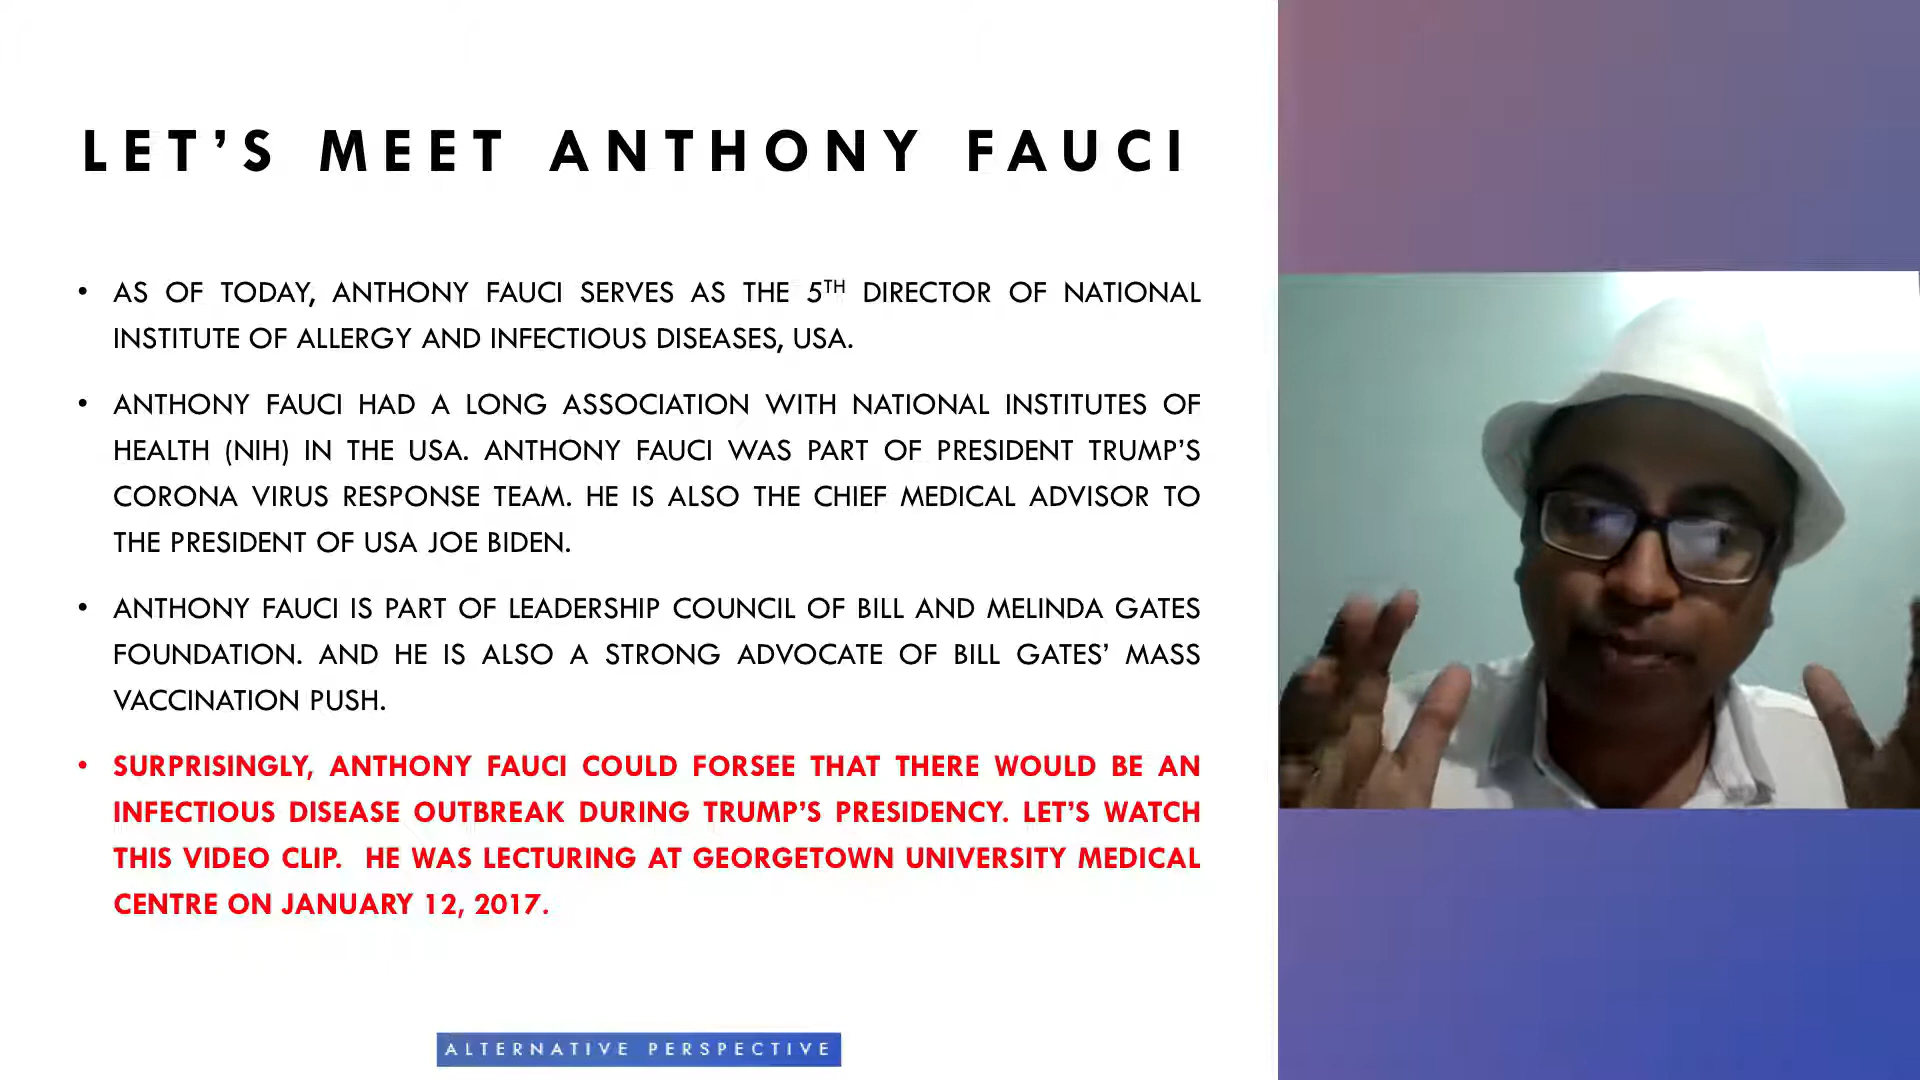 LET'S MEET ANTHONY FAUCI
• AS OF TODAY, ANTHONY FAUCI SERVES AS THE 5TH DIRECTOR OF NATIONAL
INSTITUTE OF ALLERGY AND INFECTIOUS DISEASES, USA.
• ANTHONY FAUCI HAD A LONG ASSOCIATION WITH NATIONAL INSTITUTES OF
HEALTH (NIH) IN THE USA. ANTHONY FAUCI WAS PART OF PRESIDENT TRUMP'S
CORONA VIRUS RESPONSE TEAM. HE IS ALSO THE CHIEF MEDICAL ADVISOR TO
THE PRESIDENT OF USA JOE BIDEN.
• ANTHONY FAUCI IS PART OF LEADERSHIP COUNCIL OF BILL AND MELINDA GATES
FOUNDATION. AND HE IS ALSO A STRONG ADVOCATE OF BILL GATES' MASS
VACCINATION PUSH.
• SURPRISINGLY, ANTHONY FAUCI COULD FORSEE THAT THERE WOULD BE AN
INFECTIOUS DISEASE OUTBREAK DURING TRUMP'S PRESIDENCY. LET'S WATCH
THIS VIDEO CLIP. HE WAS LECTURING AT GEORGETOWN UNIVERSITY MEDICAL
CENTRE ON JANUARY 12, 2017.
ALTERNATIVE PERSPECTIVE